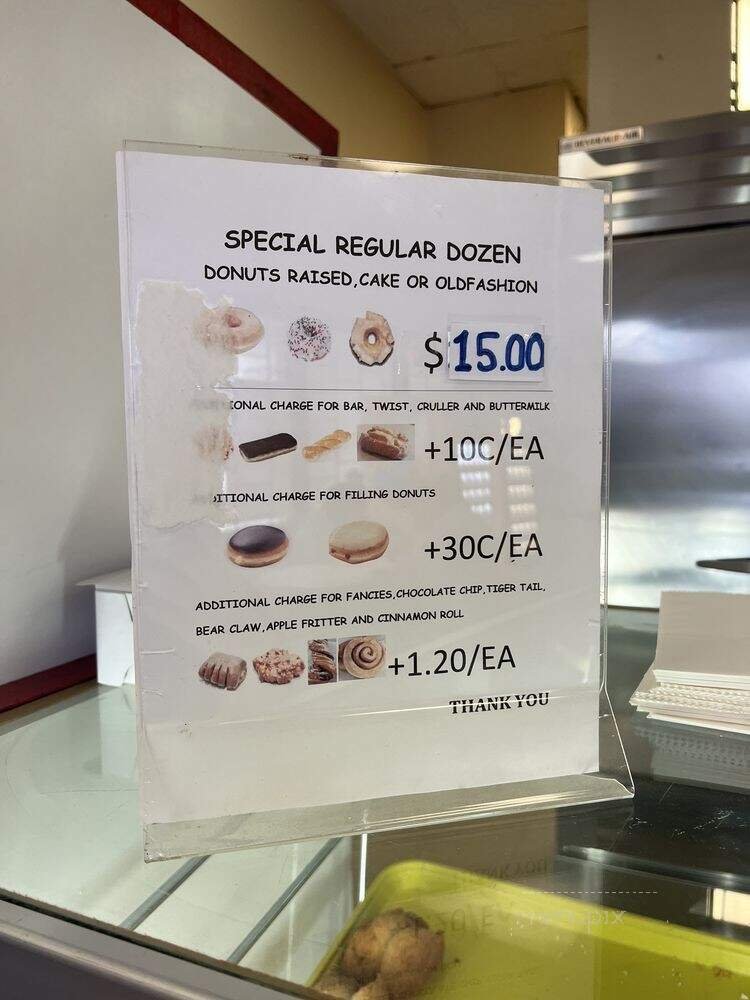 BEVERAGE-AIR
SPECIAL REGULAR DOZEN
DONUTS RAISED,CAKE OR OLDFASHION
$15.00
IONAL CHARGE FOR BAR, TWIST, CRULLER AND BUTTERMILK
+10C/EA
DITIONAL CHARGE FOR FILLING DONUTS
+30C/EA
ADDITIONAL CHARGE FOR FANCIES,CHOCOLATE CHIP,TIGER TAIL,
BEAR CLAW,APPLE FRITTER AND CINNAMON ROLL
+1.20/EA
THANK YOU